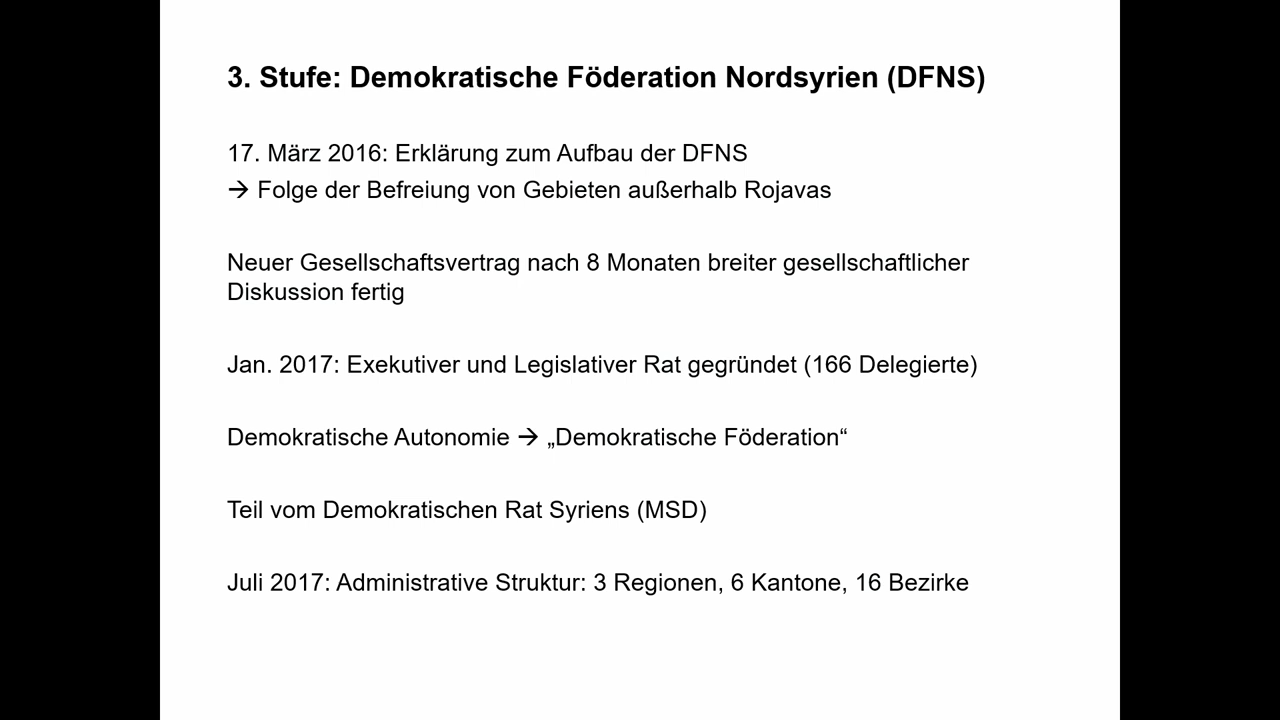 3. Stufe: Demokratische Föderation Nordsyrien (DFNS)
17. März 2016: Erklärung zum Aufbau der DFNS
→ Folge der Befreiung von Gebieten außerhalb Rojavas
Neuer Gesellschaftsvertrag nach 8 Monaten breiter gesellschaftlicher
Diskussion fertig
Jan. 2017: Exekutiver und Legislativer Rat gegründet (166 Delegierte)
Demokratische Autonomie → „Demokratische Föderation“
Teil vom Demokratischen Rat Syriens (MSD)
Juli 2017: Administrative Struktur: 3 Regionen, 6 Kantone, 16 Bezirke